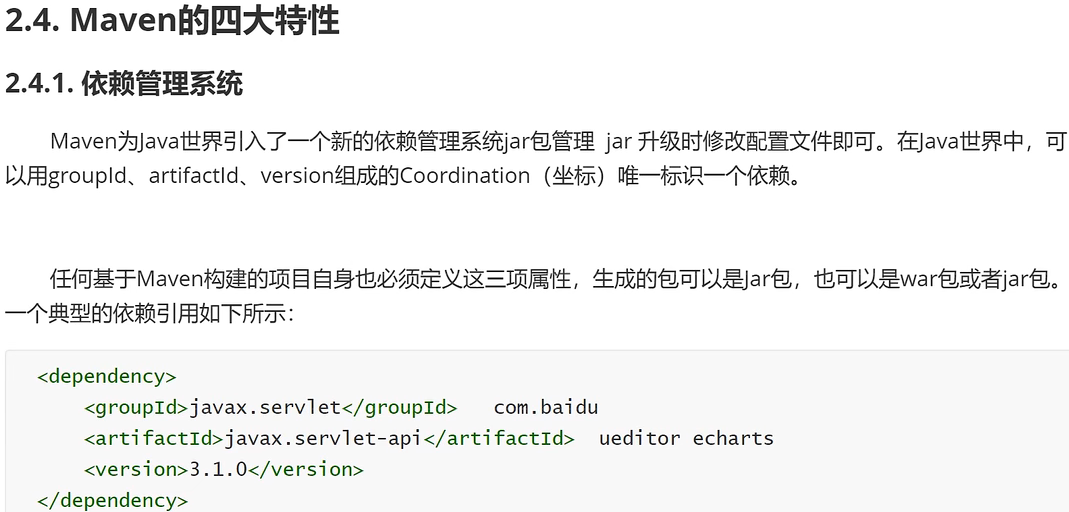 2.4. Maven的四大特性
2.4.1. 依赖管理系统
Maven为Java世界引入了一个新的依赖管理系统jar包管理 jar 升级时修改配置文件即可。在Java世界中，可
以用groupId、artifactId、version组成的Coordination（坐标）唯一标识一个依赖。
任何基于Maven构建的项目自身也必须定义这三项属性，生成的包可以是Jar包，也可以是war包或者jar包。
一个典型的依赖引用如下所示：
<dependency>
<groupId>javax.servlet</groupId> com.baidu
<artifactId>javax.servlet-api</artifactId> ueditor echarts
<version>3.1.0</version>
</dependency>